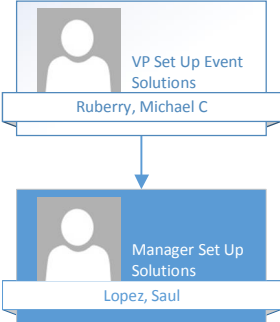 VP Set Up Event
Solutions
Ruberry, Michael C
Manager Set Up
Solutions
Lopez, Saul